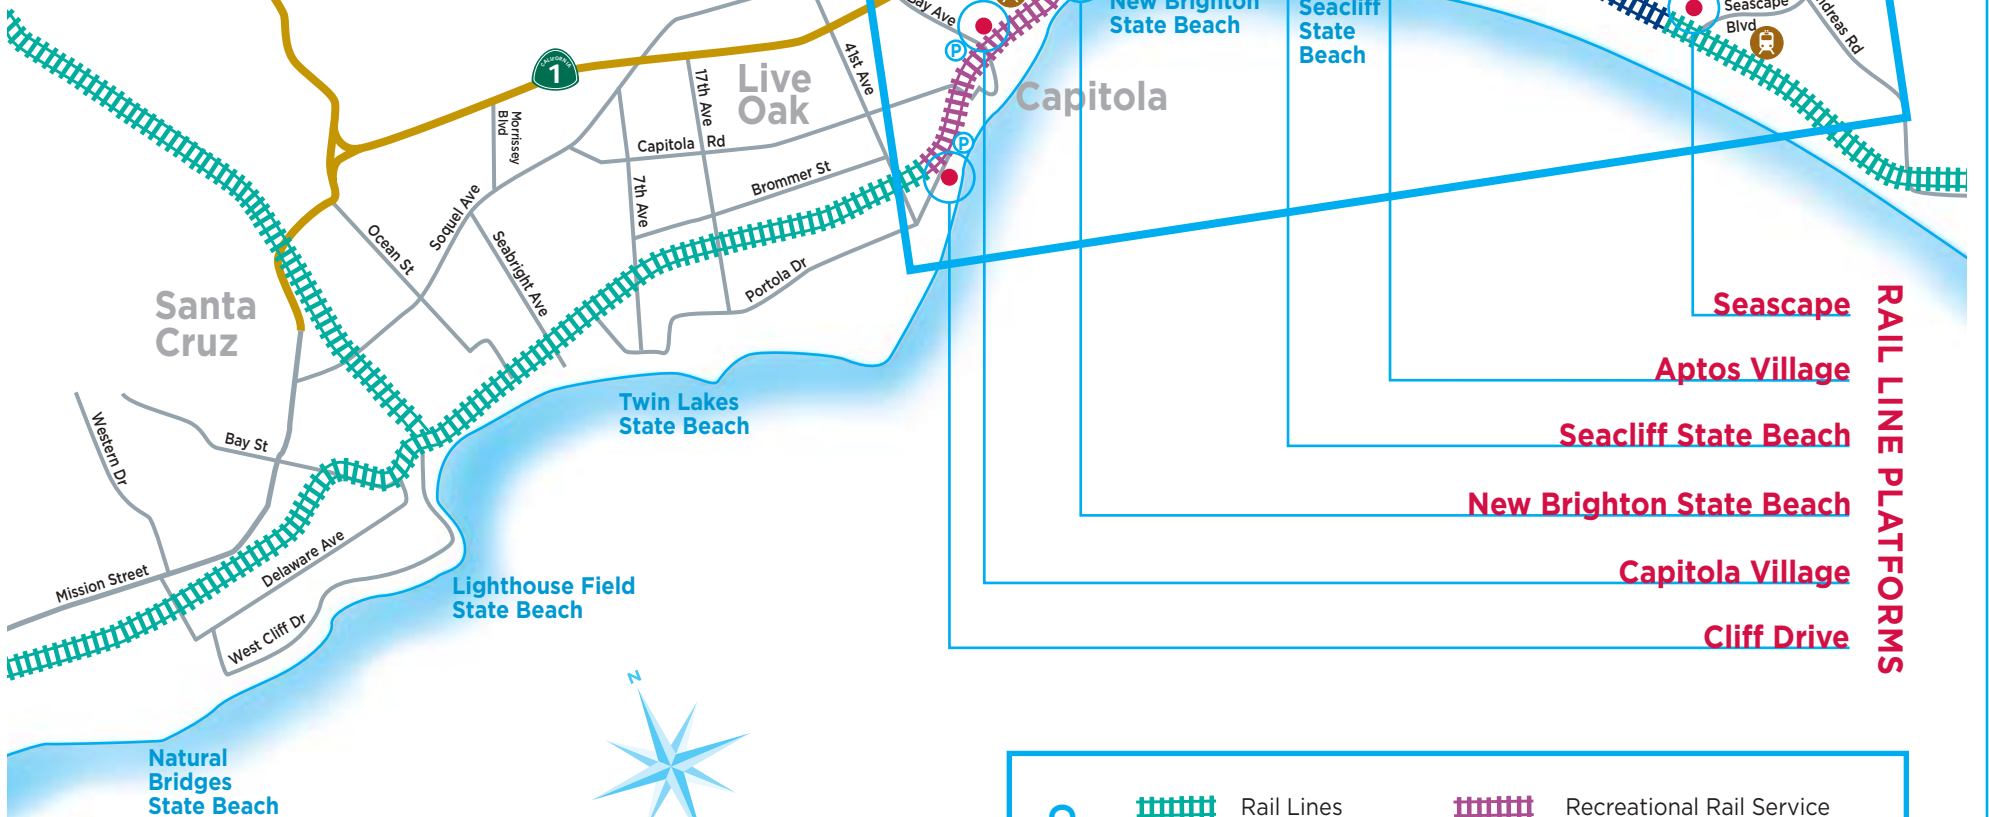 Bay Ave
New Brighton
State Beach
Seacliff
State
Beach
Seascape
Blvd
CALIFORNIA
1
Live
Oak
41st Ave
17th Ave
Capitola
Morrissey
Blvd
Capitola Rd
Brommer St
7th Ave
Soquel Ave
Ocean St
Seabright Ave
Portola Dr
Santa
Cruz
Seascape
Aptos Village
Seacliff State Beach
New Brighton State Beach
Capitola Village
Cliff Drive
RAIL LINE PLATFORMS
P
P
Twin Lakes
State Beach
Western Dr
Bay St
Mission Street
Delaware Ave
West Cliff Dr
Lighthouse Field
State Beach
N
Natural
Bridges
State Beach
Rail Lines
Recreational Rail Service